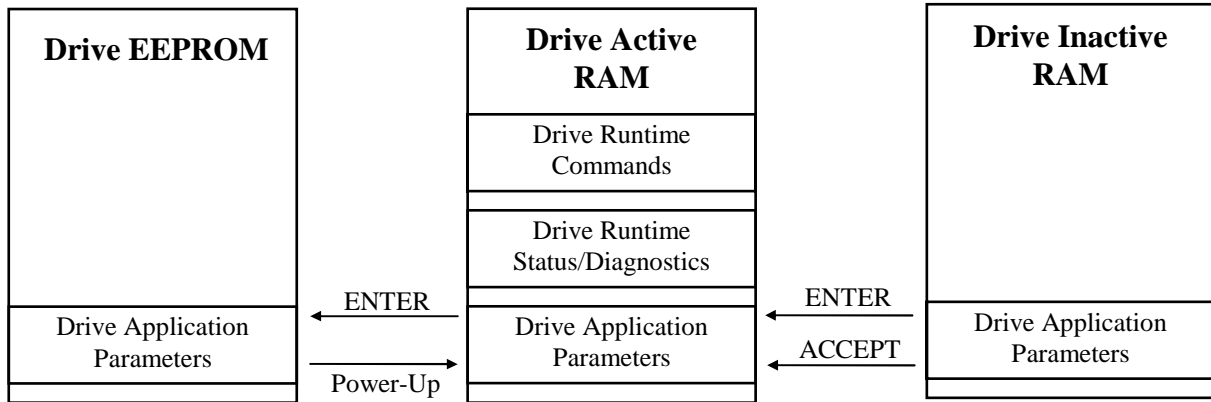 Drive EEPROM
Drive Application
Parameters
ENTER
Power-Up
Drive Active
RAM
Drive Runtime
Commands
Drive Runtime
Status/Diagnostics
Drive Application
Parameters
ENTER
ACCEPT
Drive Inactive
RAM
Drive Application
Parameters